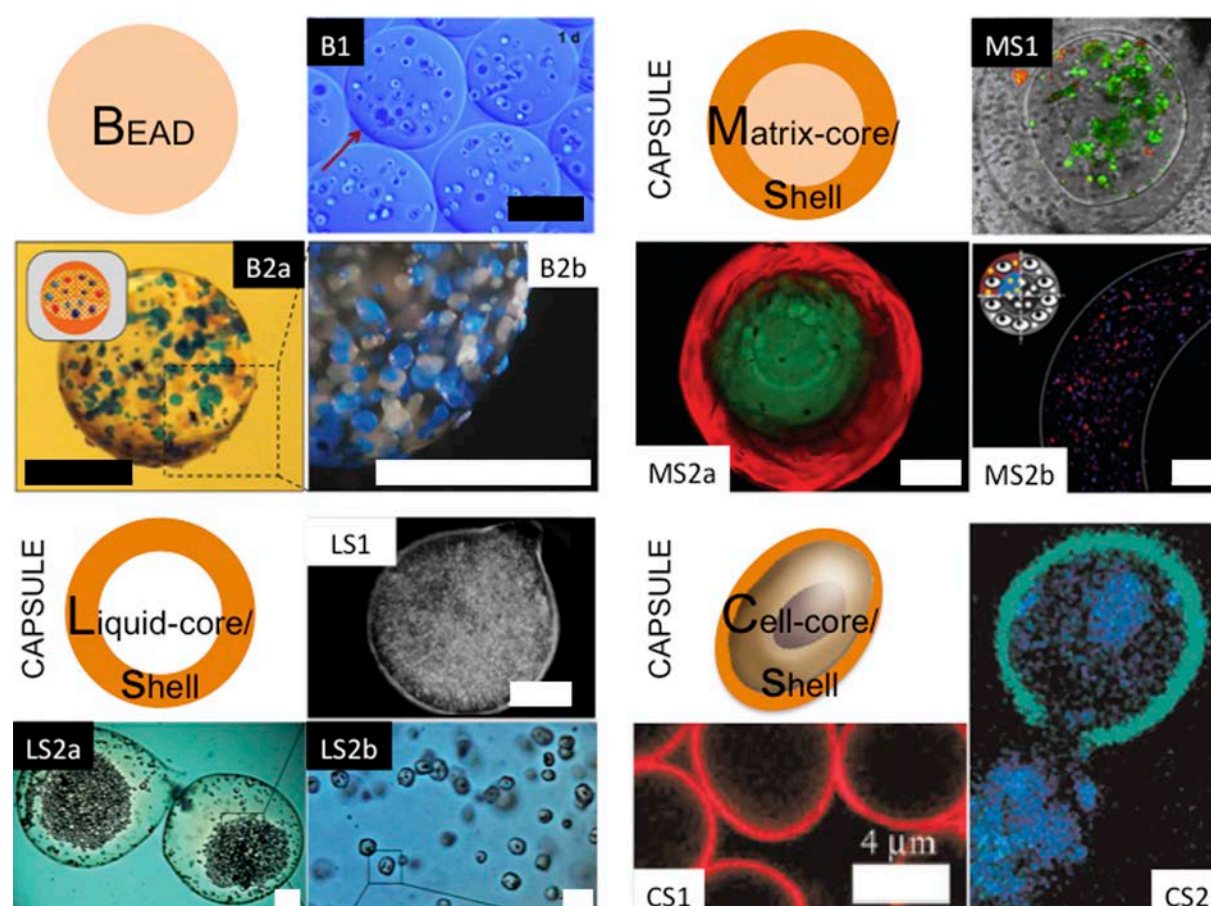 BEAD
B1
1 d
B2a
B2b
CAPSULE
Matrix-core/
Shell
MS1
MS2a
MS2b
CAPSULE
Liquid-core/
Shell
LS1
LS2a
LS2b
CAPSULE
Cell-core/
Shell
CS1
4 μm
CS2